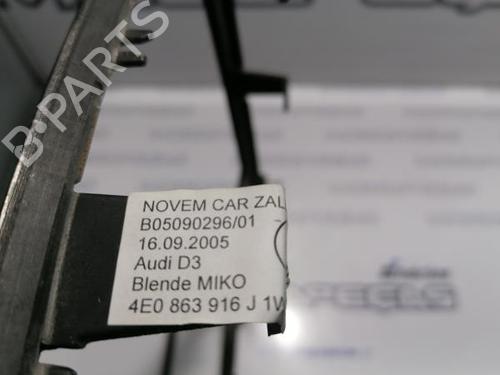 B-PARTS
NOVEM CAR ZAL
B05090296/01
16.09.2005
Audi D3
Blende MIKO
4E0 863 916 J 1W